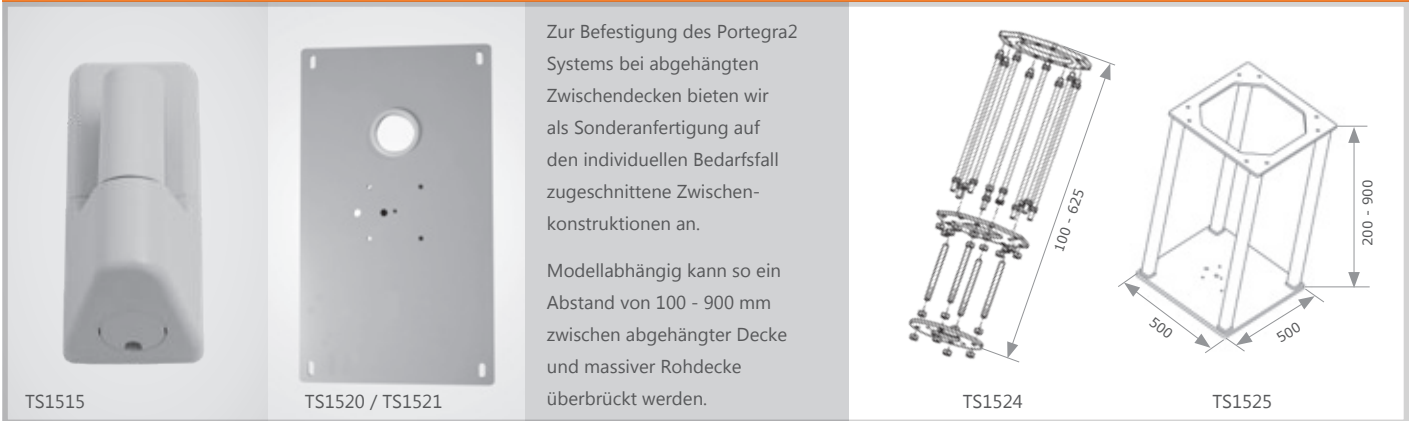 TS1515
TS1520 / TS1521
Zur Befestigung des Portegra2
Systems bei abgehängten
Zwischendecken bieten wir
als Sonderanfertigung auf
den individuellen Bedarfsfall
zugeschnittene Zwischen-
konstruktionen an.
Modellabhängig kann so ein
Abstand von 100 - 900 mm
zwischen abgehängter Decke
und massiver Rohdecke
überbrückt werden.
100 - 625
TS1524
200 - 900
500
500
TS1525